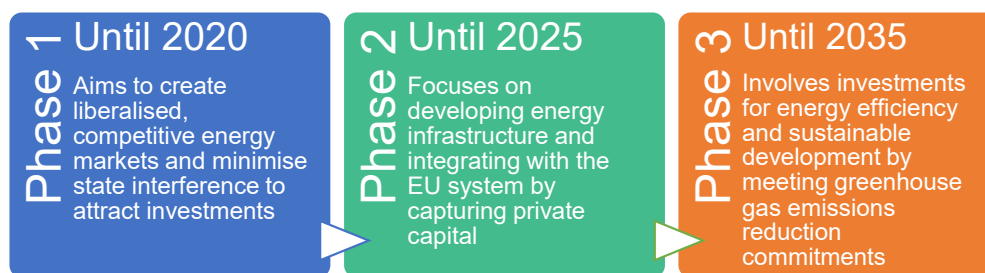 Phase 1
Until 2020
Aims to create
liberalised,
competitive energy
markets and minimise
state interference to
attract investments
Phase 2
Until 2025
Focuses on
developing energy
infrastructure and
integrating with the
EU system by
capturing private
capital
Phase 3
Until 2035
Involves investments
for energy efficiency
and sustainable
development by
meeting greenhouse
gas emissions
reduction
commitments